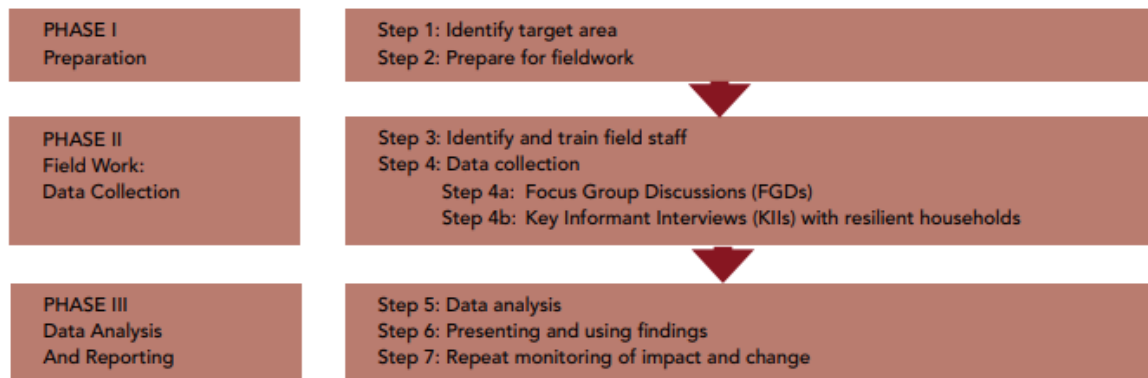 PHASE I
Preparation
Step 1: Identify target area
Step 2: Prepare for fieldwork
PHASE II
Field Work:
Data Collection
Step 3: Identify and train field staff
Step 4: Data collection
Step 4a: Focus Group Discussions (FGDs)
Step 4b: Key Informant Interviews (KIIs) with resilient households
PHASE III
Data Analysis
And Reporting
Step 5: Data analysis
Step 6: Presenting and using findings
Step 7: Repeat monitoring of impact and change